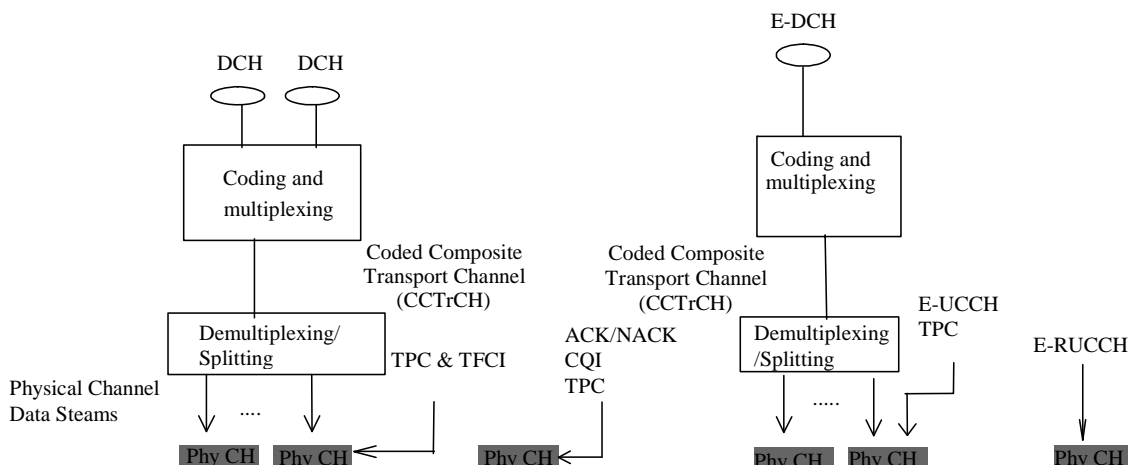 E-DCH
DCH
DCH
Coding and
multiplexing
Coding and
multiplexing
Coded Composite
Transport Channel
(CCTrCH)
Coded Composite
Transport Channel
(CCTrCH)
Demultiplexing/
Splitting
TPC & TFCI
ACK/NACK
CQI
TPC
Demultiplexing
/Splitting
E-UCCH
TPC
E-RUCCH
Physical Channel
Data Steams
....
.....
Phy CH
Phy CH
Phy CH
Phy CH
Phy CH
Phy CH